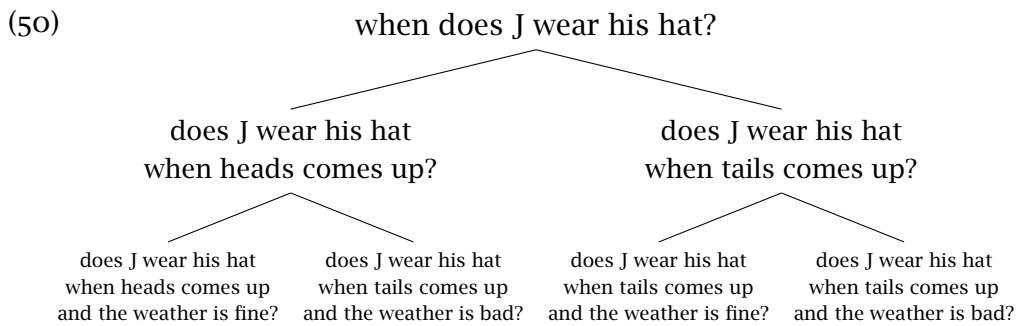 (50) when does J wear his hat?
does J wear his hat does J wear his hat
when heads comes up? when tails comes up?
does J wear his hat does J wear his hat does J wear his hat does J wear his hat
when heads comes up when tails comes up when tails comes up when tails comes up
and the weather is fine? and the weather is bad? and the weather is fine? and the weather is bad?